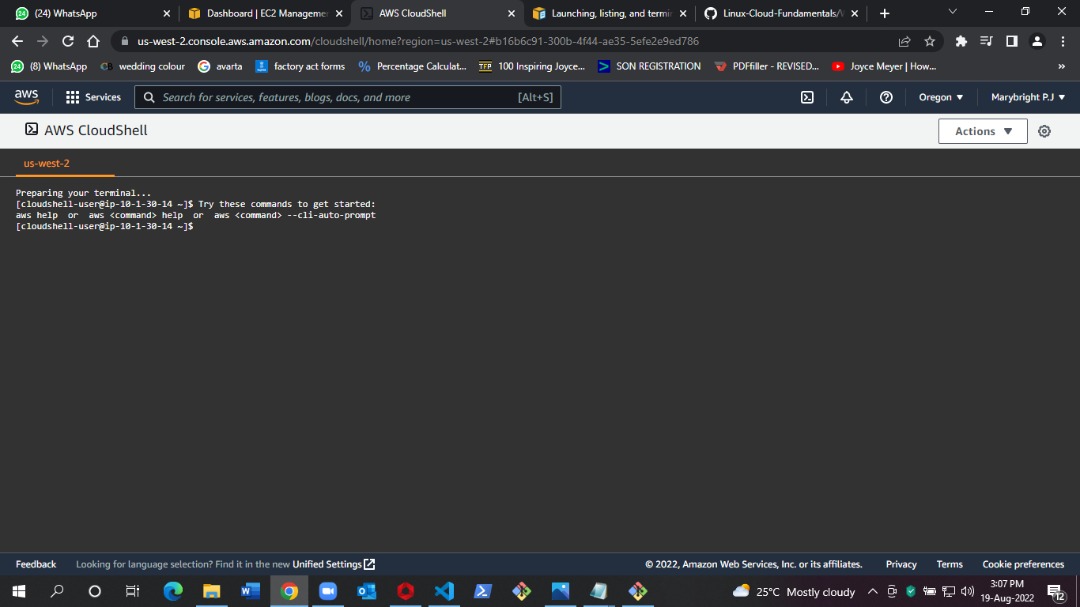 (24) WhatsApp
Dashboard | EC2 Manageme
AWS CloudShell
Launching, listing, and termi
Linux-Cloud-Fundamentals/
us-west-2.console.aws.amazon.com/cloudshell/home?region=us-west-2#b16b6c91-300b-4f44-ae35-5efe2e9ed786
(8) WhatsApp
wedding colour
avarta
factory act forms
Percentage Calculat...
100 Inspiring Joyce...
SON REGISTRATION
PDFfiller - REVISED...
Joyce Meyer | How...
»
aws
Services
Search for services, features, blogs, docs, and more
[Alt+S]
Oregon ▼
Marybright P.J ▼
AWS CloudShell
Actions ▼
us-west-2
Preparing your terminal...
[cloudshell-user@ip-10-1-30-14 ~]$ Try these commands to get started:
aws help  or  aws <command> help  or  aws <command> --cli-auto-prompt
[cloudshell-user@ip-10-1-30-14 ~]$
Feedback
Looking for language selection? Find it in the new Unified Settings
© 2022, Amazon Web Services, Inc. or its affiliates.
Privacy
Terms
Cookie preferences
25°C Mostly cloudy
3:07 PM
19-Aug-2022
12